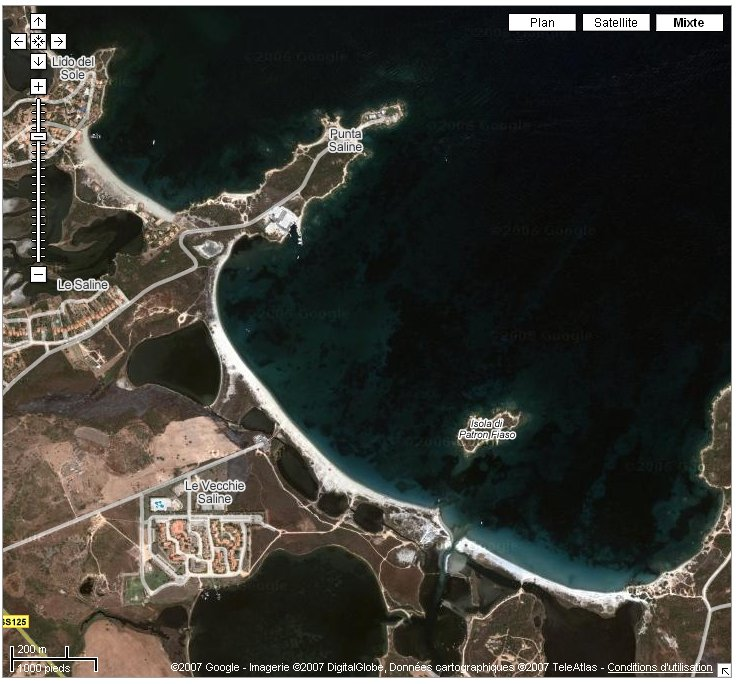 Plan
Satellite
Mixte
Lido del
Sole
Punta
Saline
Le Saline
Isola di
Patron Fiaso
Le Vecchie
Saline
SS125
200 m
1000 pieds
©2007 Google - Imagerie ©2007 DigitalGlobe, Données cartographiques ©2007 TeleAtlas - Conditions d'utilisation